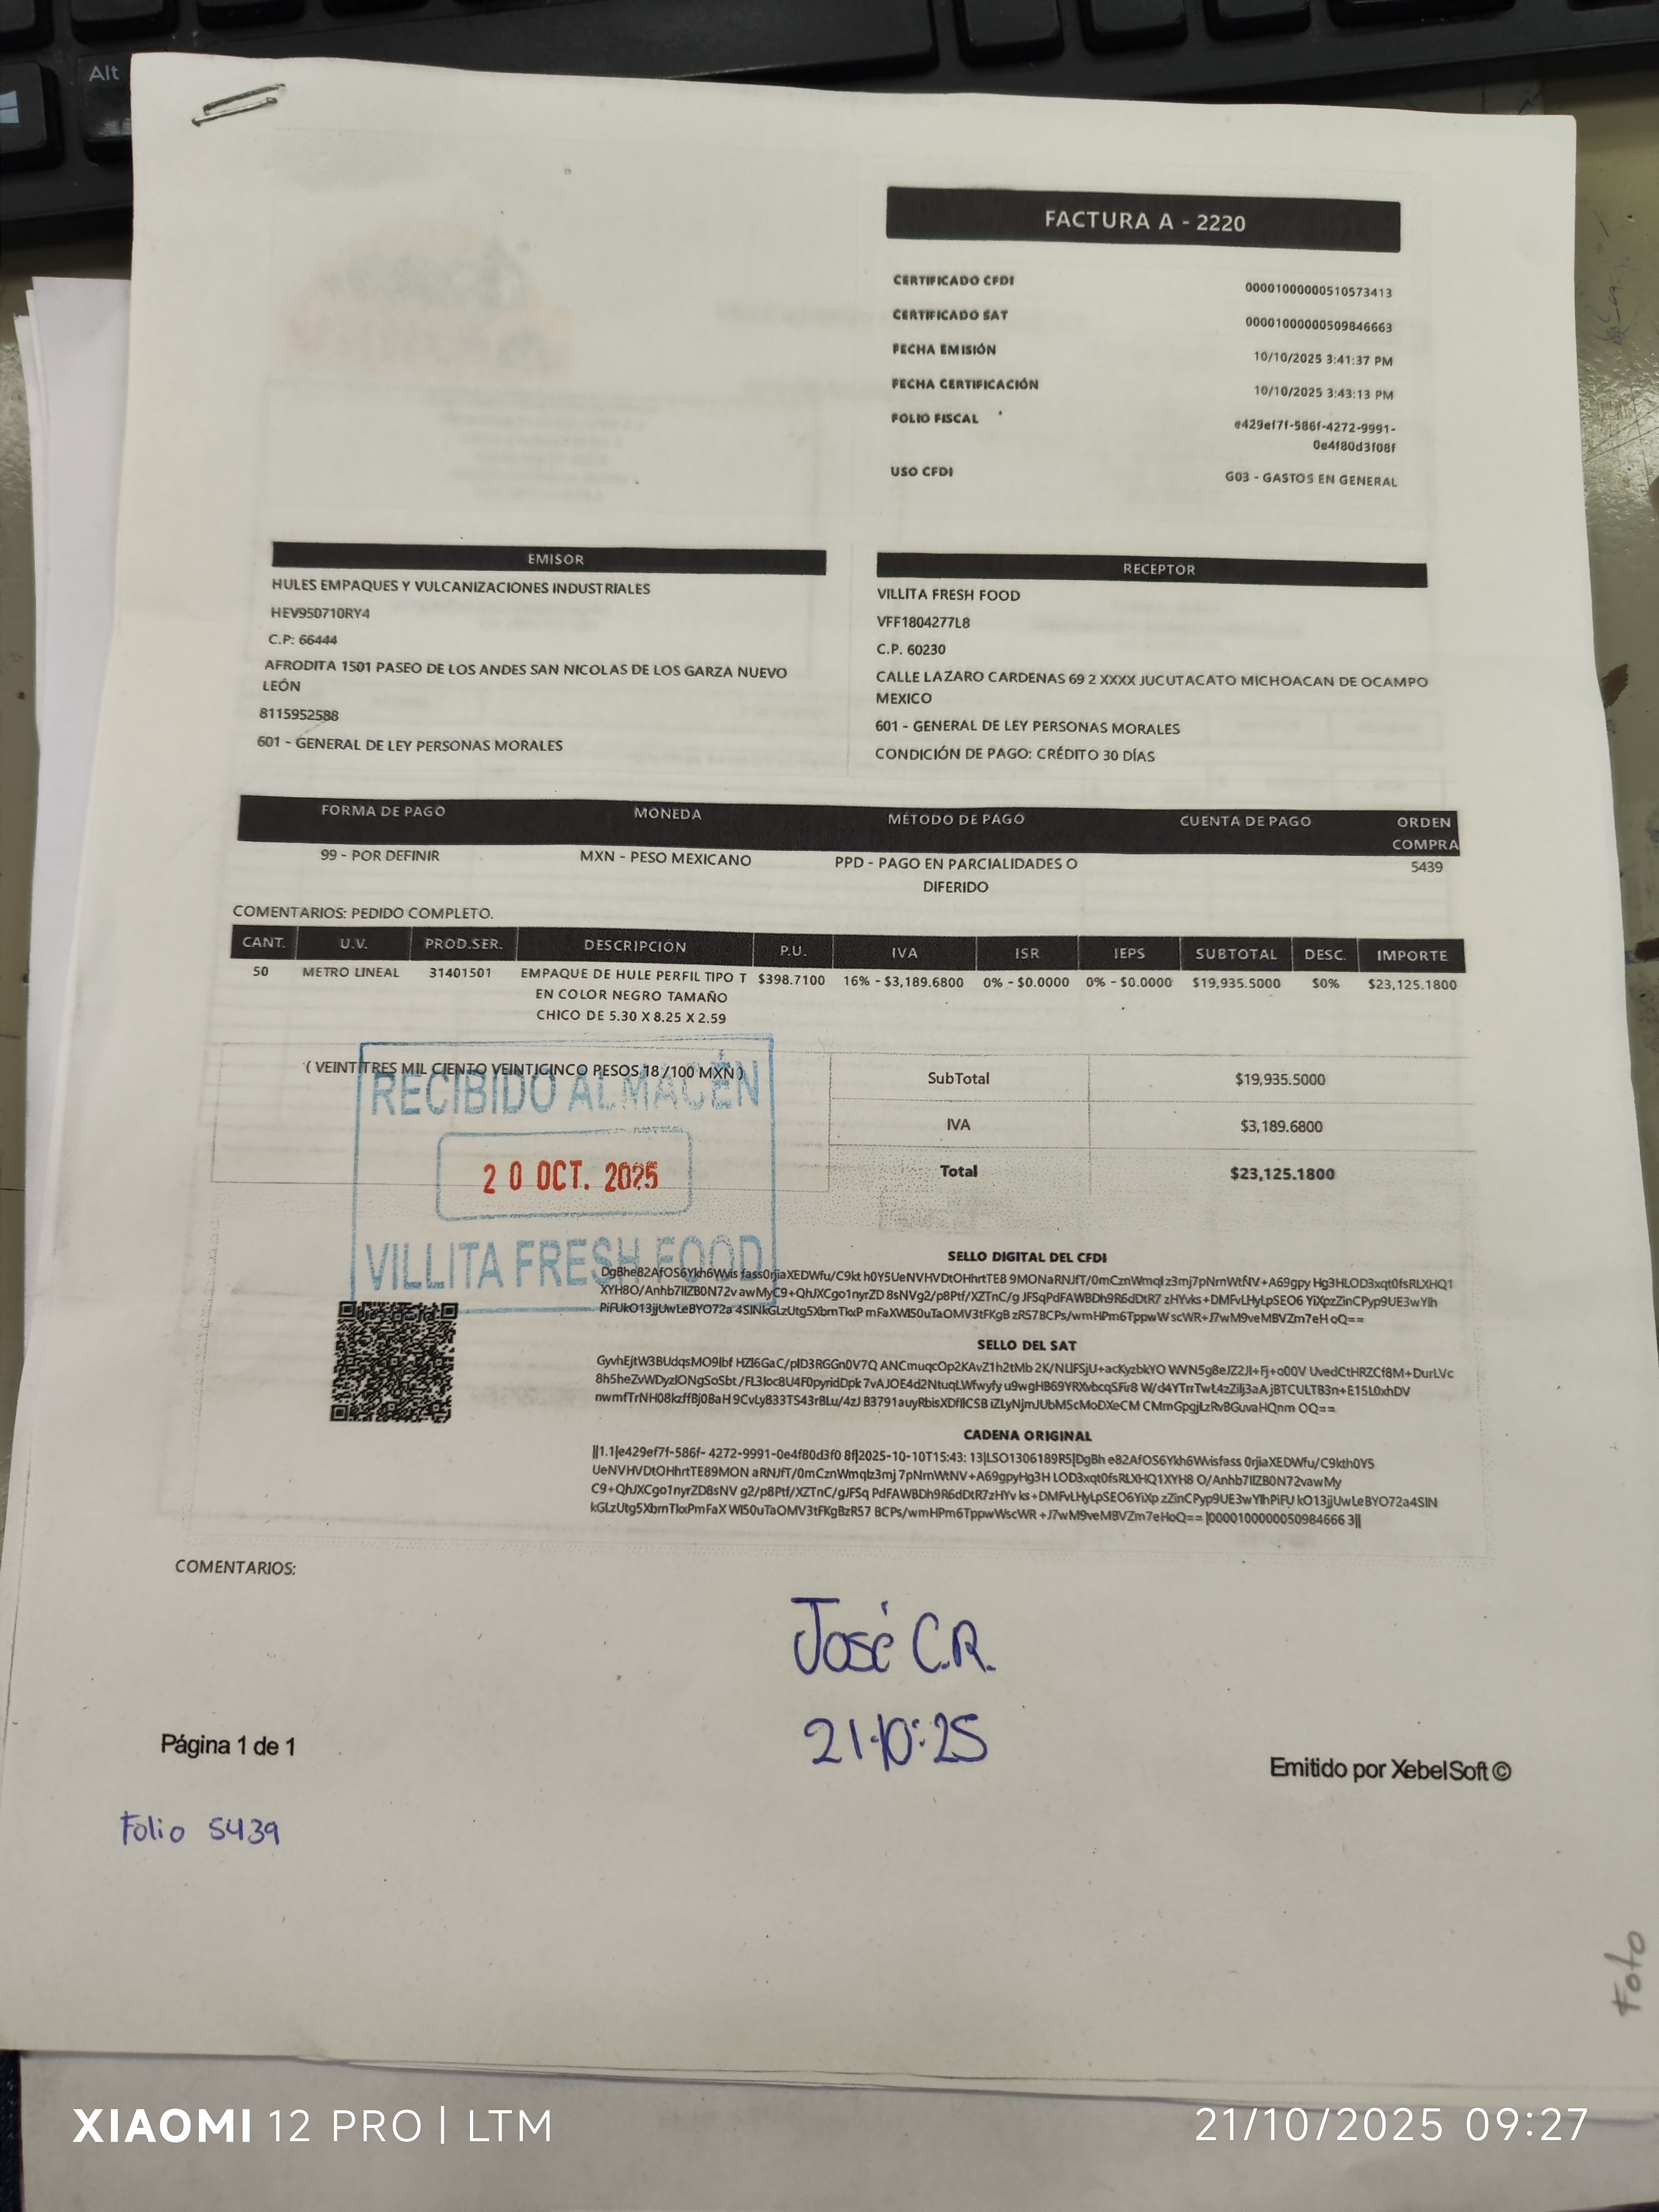 Alt
FACTURA A - 2220
CERTIFICADO CFDI 00001000000510573413
CERTIFICADO SAT 00001000000509846663
FECHA EMISIÓN 10/10/2025 3:41:37 PM
FECHA CERTIFICACIÓN 10/10/2025 3:43:13 PM
FOLIO FISCAL e429ef7f-586f-4272-9991-
0e4f80d3f08f
USO CFDI G03 - GASTOS EN GENERAL
EMISOR
HULES EMPAQUES Y VULCANIZACIONES INDUSTRIALES
HEV950710RY4
C.P: 66444
AFRODITA 1501 PASEO DE LOS ANDES SAN NICOLAS DE LOS GARZA NUEVO
LEÓN
8115952588
601 - GENERAL DE LEY PERSONAS MORALES
RECEPTOR
VILLITA FRESH FOOD
VFF1804277L8
C.P. 60230
CALLE LAZARO CARDENAS 69 2 XXXX JUCUTACATO MICHOACAN DE OCAMPO
MEXICO
601 - GENERAL DE LEY PERSONAS MORALES
CONDICIÓN DE PAGO: CRÉDITO 30 DÍAS
FORMA DE PAGO MONEDA MÉTODO DE PAGO CUENTA DE PAGO ORDEN
COMPRA
99 - POR DEFINIR MXN - PESO MEXICANO PPD - PAGO EN PARCIALIDADES O 5439
DIFERIDO
COMENTARIOS: PEDIDO COMPLETO.
CANT. U.V. PROD.SER. DESCRIPCIÓN P.U. IVA ISR IEPS SUBTOTAL DESC. IMPORTE
50 METRO LINEAL 31401501 EMPAQUE DE HULE PERFIL TIPO T $398.7100 16% - $3,189.6800 0% - $0.0000 0% - $0.0000 $19,935.5000 $0% $23,125.1800
EN COLOR NEGRO TAMAÑO
CHICO DE 5.30 X 8.25 X 2.59
( VEINTITRES MIL CIENTO VEINTICINCO PESOS 18 /100 MXN )
SubTotal $19,935.5000
IVA $3,189.6800
Total $23,125.1800
RECIBIDO ALMACÉN
20 OCT. 2025
VILLITA FRESH FOOD
SELLO DIGITAL DEL CFDI
SELLO DEL SAT
CADENA ORIGINAL
COMENTARIOS:
José C.R.
21·10·25
Página 1 de 1
Emitido por XebelSoft ©
Folio 5439
Foto
XIAOMI 12 PRO | LTM
21/10/2025 09:27